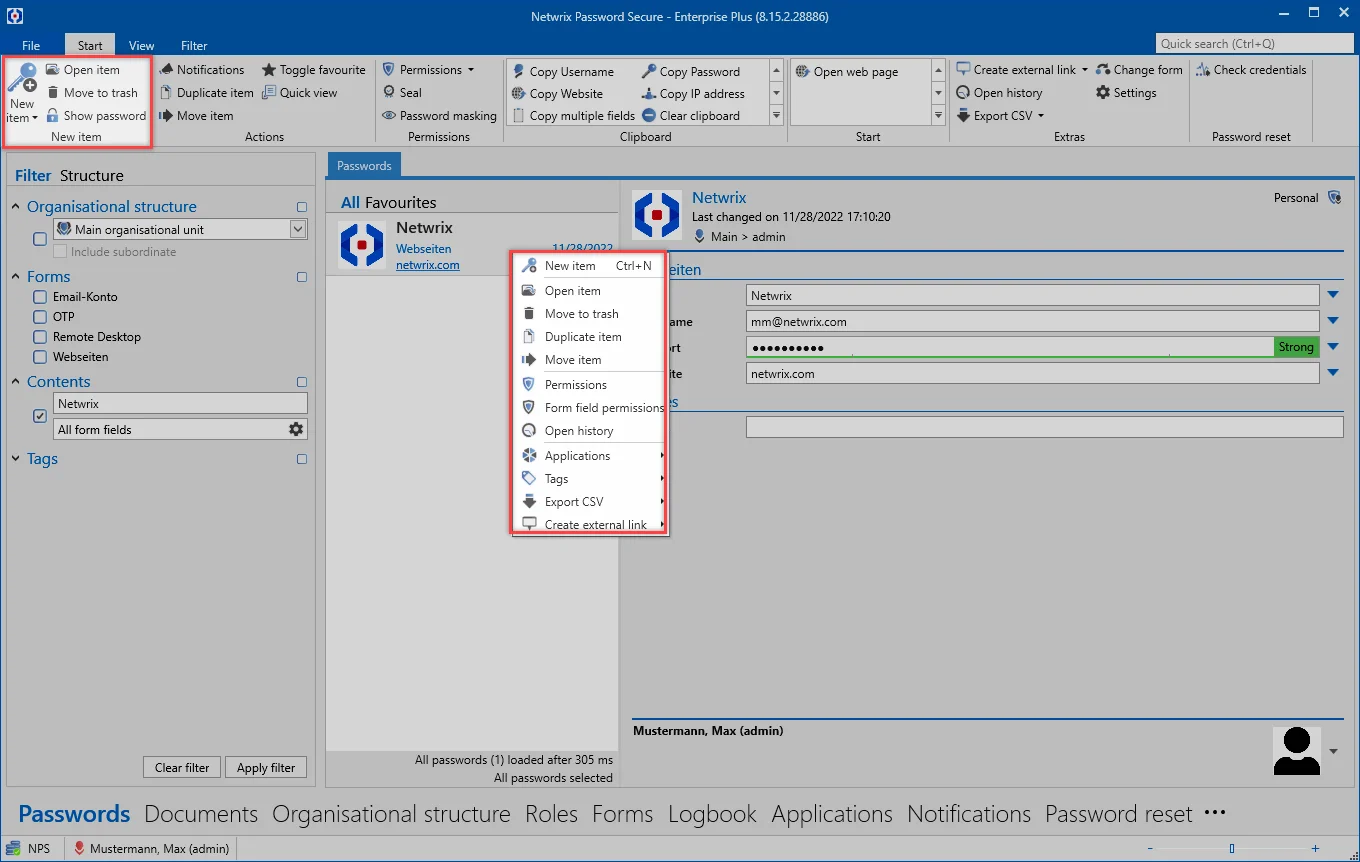 Netwrix Password Secure - Enterprise Plus (8.15.2.28886)
File Start View Filter
Quick search (Ctrl+Q)
New item
Open item
Move to trash
Show password
New item
Notifications
Toggle favourite
Duplicate item
Quick view
Move item
Actions
Permissions
Seal
Password masking
Permissions
Copy Username
Copy Password
Copy Website
Copy IP address
Copy multiple fields
Clear clipboard
Clipboard
Open web page
Start
Create external link
Change form
Open history
Settings
Export CSV
Extras
Check credentials
Password reset
Filter Structure
Organisational structure
Main organisational unit
Include subordinate
Forms
Email-Konto
OTP
Remote Desktop
Webseiten
Contents
Netwrix
All form fields
Tags
Clear filter
Apply filter
Passwords
All Favourites
Netwrix
Webseiten 11/28/2022
netwrix.com
All passwords (1) loaded after 305 ms
All passwords selected
New item Ctrl+N
Open item
Move to trash
Duplicate item
Move item
Permissions
Form field permissions
Open history
Applications
Tags
Export CSV
Create external link
Netwrix
Personal
Last changed on 11/28/2022 17:10:20
Main > admin
eiten
Netwrix
ame mm@netwrix.com
rt ●●●●●●●●●● Strong
ite netwrix.com
es
Mustermann, Max (admin)
Passwords Documents Organisational structure Roles Forms Logbook Applications Notifications Password reset ···
NPS Mustermann, Max (admin) - +